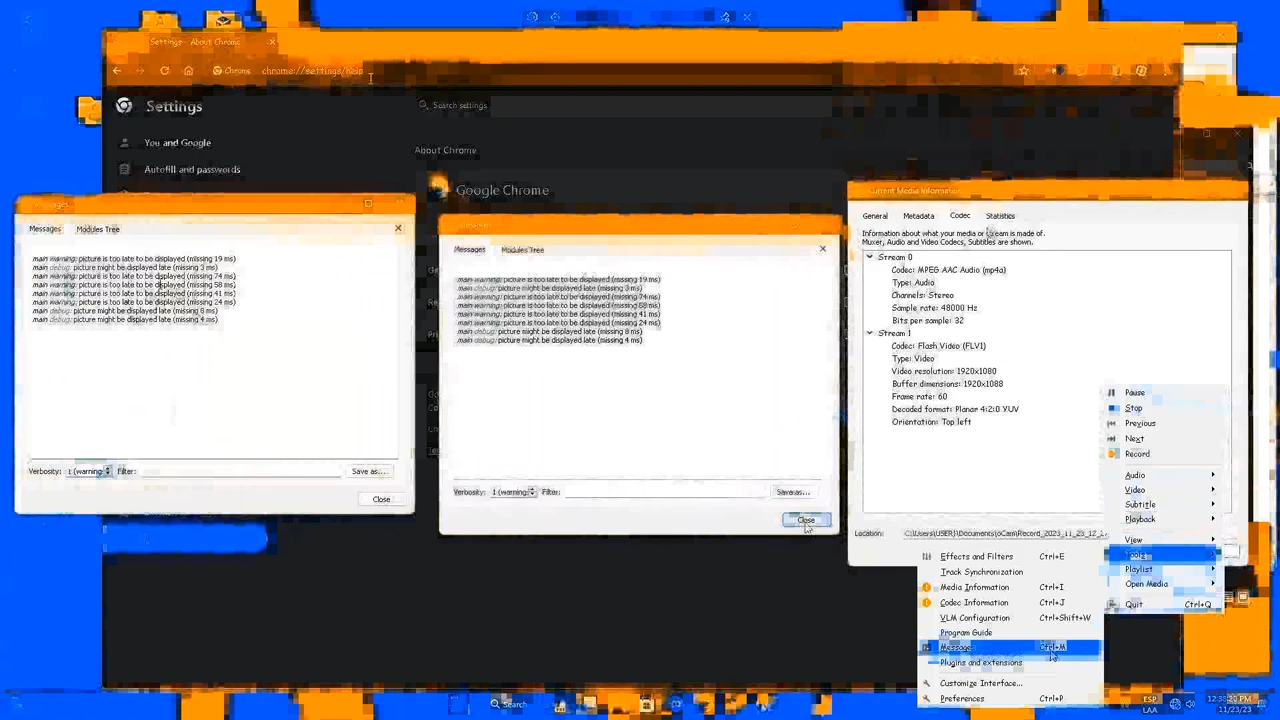 Settings - About Chrome
Chrome
chrome://settings/help
Settings
Search settings
You and Google
Autofill and passwords
About Chrome
Google Chrome
Messages
Modules Tree
main warning: picture is too late to be displayed (missing 19 ms)
main debug: picture might be displayed late (missing 3 ms)
main warning: picture is too late to be displayed (missing 74 ms)
main warning: picture is too late to be displayed (missing 58 ms)
main warning: picture is too late to be displayed (missing 41 ms)
main warning: picture is too late to be displayed (missing 24 ms)
main debug: picture might be displayed late (missing 8 ms)
main debug: picture might be displayed late (missing 4 ms)
Verbosity: 1 (warning:
Filter:
Save as...
Close
Messages
Modules Tree
main warning: picture is too late to be displayed (missing 19 ms)
main debug: picture might be displayed late (missing 3 ms)
main warning: picture is too late to be displayed (missing 74 ms)
main warning: picture is too late to be displayed (missing 58 ms)
main warning: picture is too late to be displayed (missing 41 ms)
main warning: picture is too late to be displayed (missing 24 ms)
main debug: picture might be displayed late (missing 8 ms)
main debug: picture might be displayed late (missing 4 ms)
Verbosity: 1 (warning:
Filter:
Save as...
Close
Current Media Information
General
Metadata
Codec
Statistics
Information about what your media or stream is made of.
Muxer, Audio and Video Codecs, Subtitles are shown.
Stream 0
Codec: MPEG AAC Audio (mp4a)
Type: Audio
Channels: Stereo
Sample rate: 48000 Hz
Bits per sample: 32
Stream 1
Codec: Flash Video (FLV1)
Type: Video
Video resolution: 1920x1080
Buffer dimensions: 1920x1088
Frame rate: 60
Decoded format: Planar 4:2:0 YUV
Orientation: Top left
Location:
Pause
Stop
Previous
Next
Record
Audio
Video
Subtitle
Playback
View
Tools
Playlist
Open Media
Quit Ctrl+Q
Effects and Filters Ctrl+E
Track Synchronization
Media Information Ctrl+I
Codec Information Ctrl+J
VLM Configuration Ctrl+Shift+W
Program Guide
Messages Ctrl+M
Plugins and extensions
Customize Interface...
Preferences Ctrl+P
Search
ESP
LAA
11/23/23